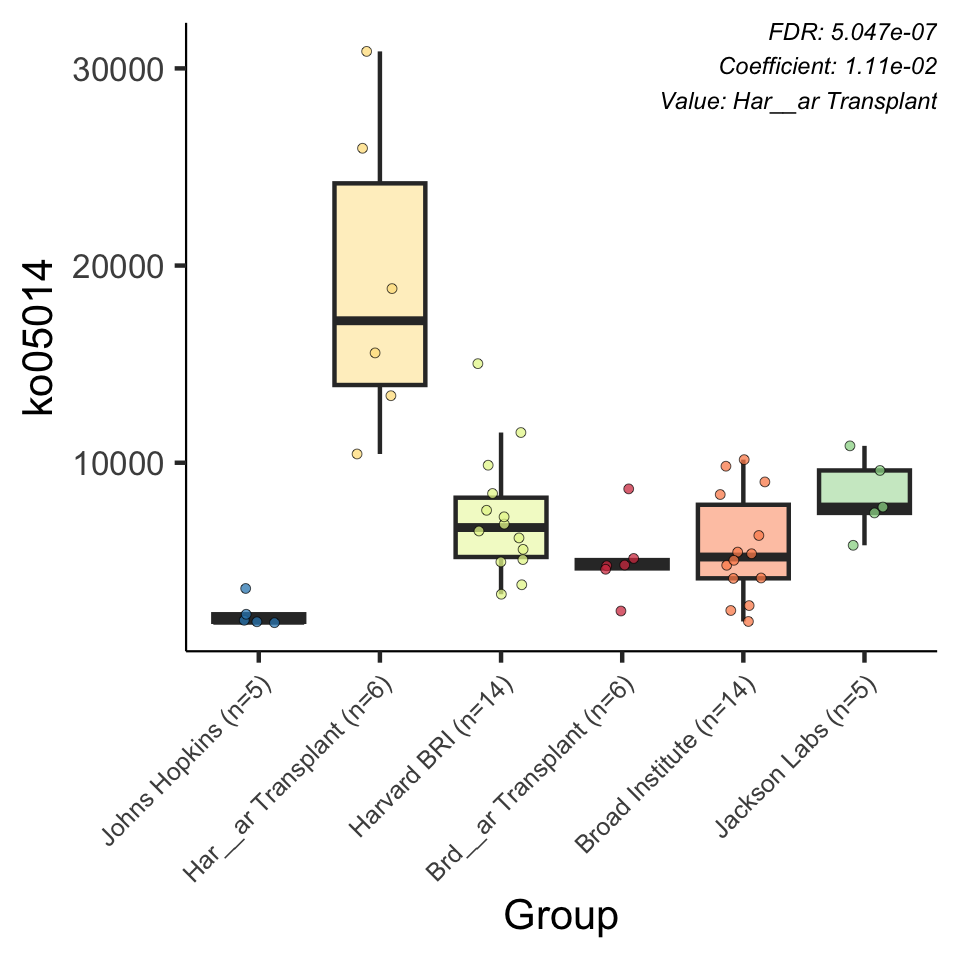 FDR: 5.047e-07
Coefficient: 1.11e-02
Value: Har__ar Transplant
ko05014
30000
20000
10000
Johns Hopkins (n=5)
Har__ar Transplant (n=6)
Harvard BRI (n=14)
Brd__ar Transplant (n=6)
Broad Institute (n=14)
Jackson Labs (n=5)
Group